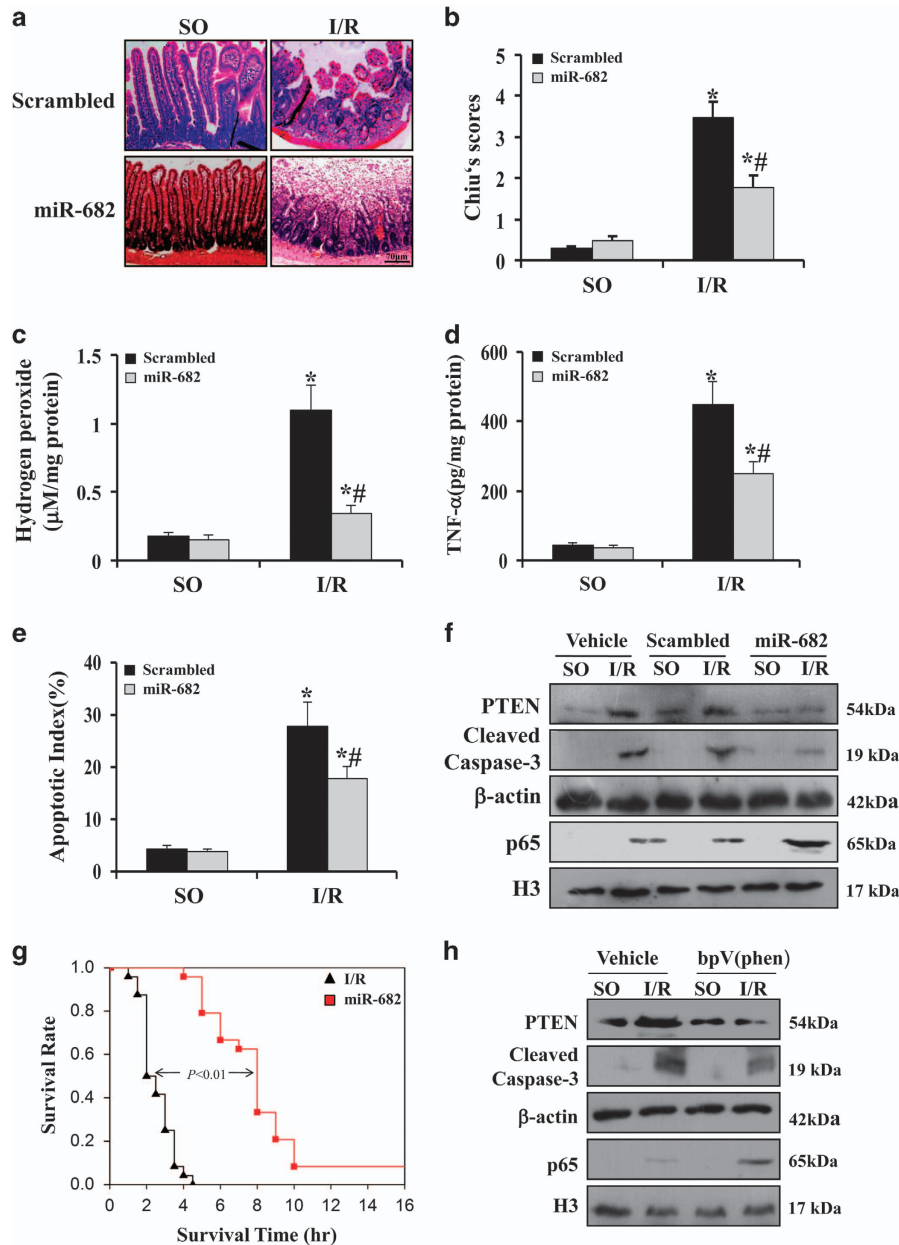 a
SO I/R
Scrambled
miR-682
70μm
b
Scrambled
miR-682
Chiu's scores
5
4
3
2
1
0
*
*#
SO I/R
c
Scrambled
miR-682
Hydrogen peroxide
(μM/mg protein)
1.5
1
0.5
0
*
*#
SO I/R
d
Scrambled
miR-682
TNF-α(pg/mg protein)
600
400
200
0
*
*#
SO I/R
e
Scrambled
miR-682
Apoptotic Index(%)
40
30
20
10
0
*
*#
SO I/R
f
Vehicle Scambled miR-682
SO I/R SO I/R SO I/R
PTEN 54kDa
Cleaved
Caspase-3 19 kDa
β-actin 42kDa
p65 65kDa
H3 17 kDa
g
I/R
miR-682
Survival Rate
1.0
0.8
0.6
0.4
0.2
0.0
P<0.01
0 2 4 6 8 10 12 14 16
Survival Time (hr)
h
Vehicle bpV(phen)
SO I/R SO I/R
PTEN 54kDa
Cleaved
Caspase-3 19 kDa
β-actin 42kDa
p65 65kDa
H3 17 kDa